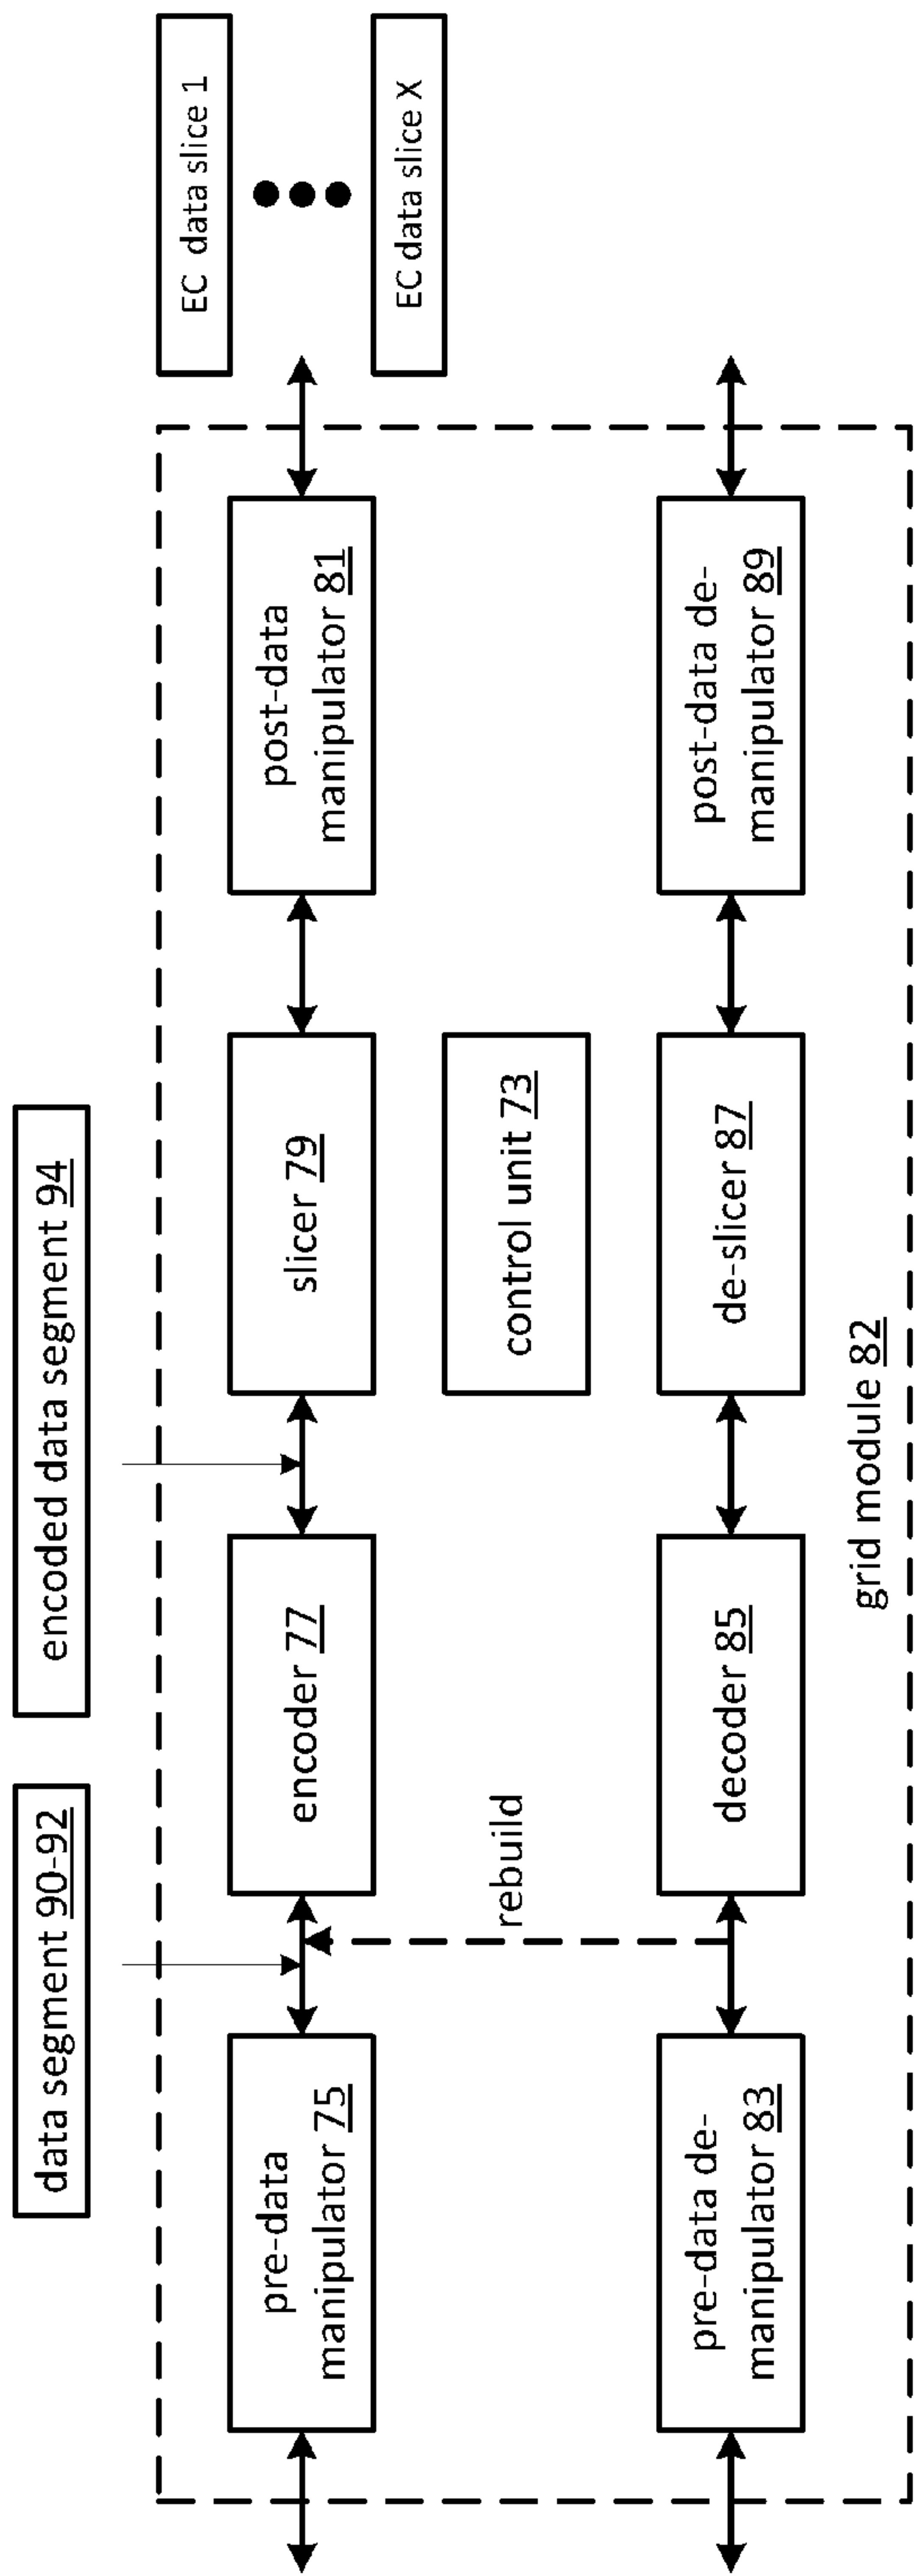 data segment 90-92
encoded data segment 94
EC data slice 1
EC data slice X
pre-data
manipulator 75
encoder 77
slicer 79
post-data
manipulator 81
rebuild
control unit 73
pre-data de-
manipulator 83
decoder 85
de-slicer 87
post-data de-
manipulator 89
grid module 82